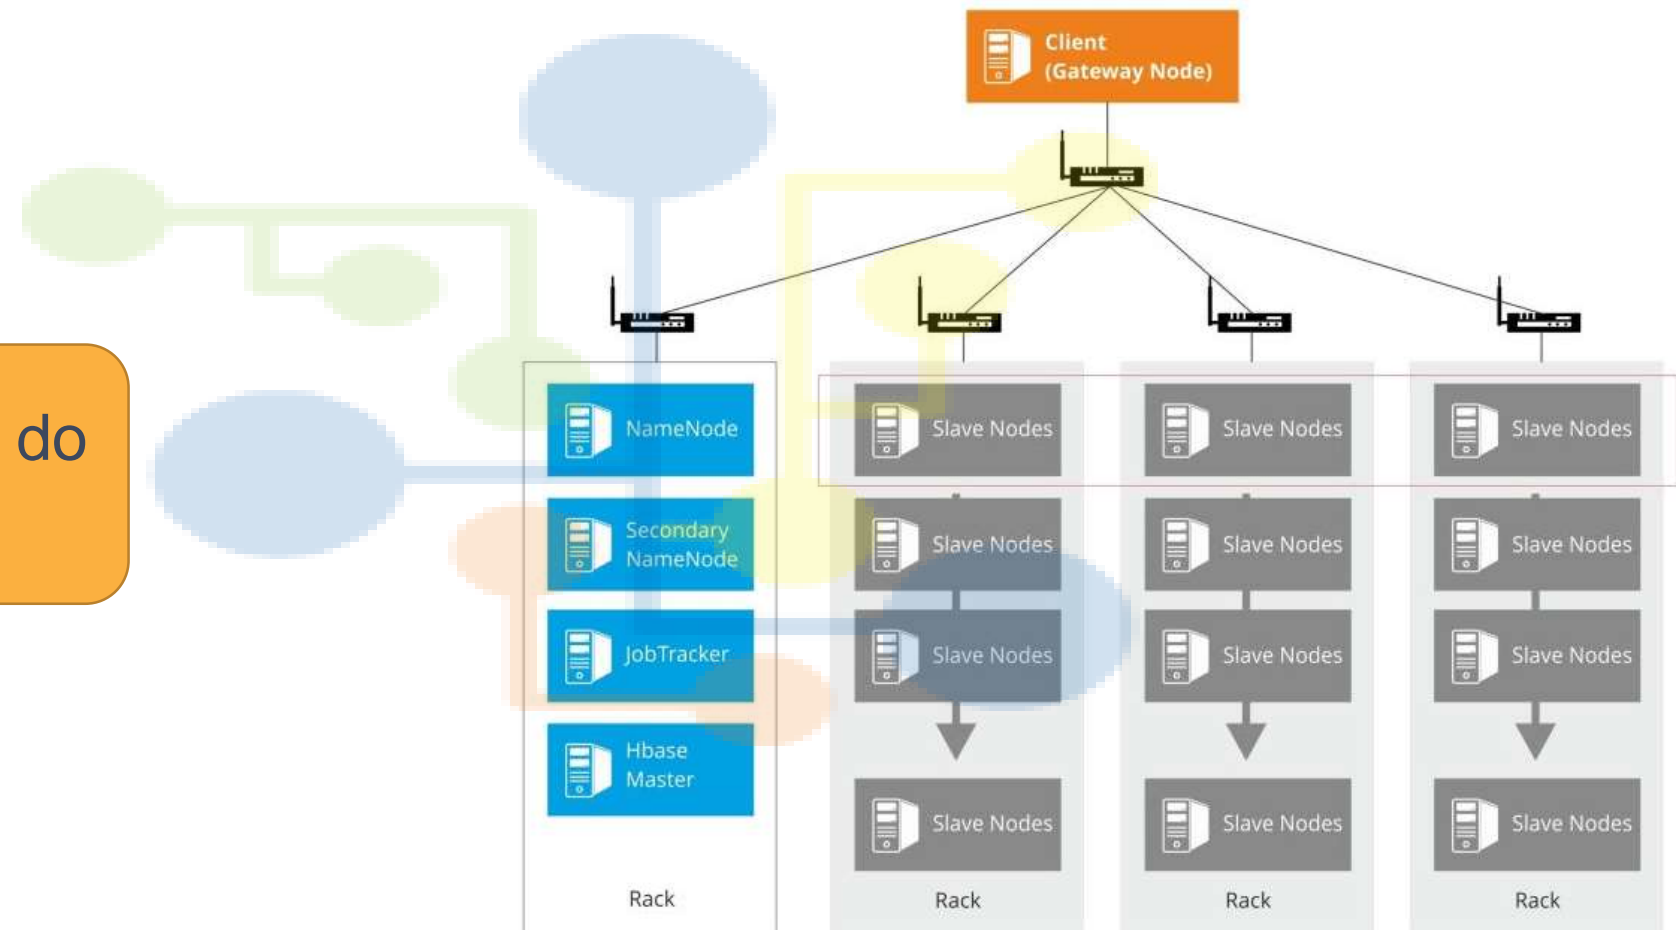 Client
(Gateway Node)
do
NameNode
Slave Nodes
Slave Nodes
Slave Nodes
Secondary
NameNode
Slave Nodes
Slave Nodes
Slave Nodes
JobTracker
Slave Nodes
Slave Nodes
Slave Nodes
Hbase
Master
Slave Nodes
Slave Nodes
Slave Nodes
Rack
Rack
Rack
Rack